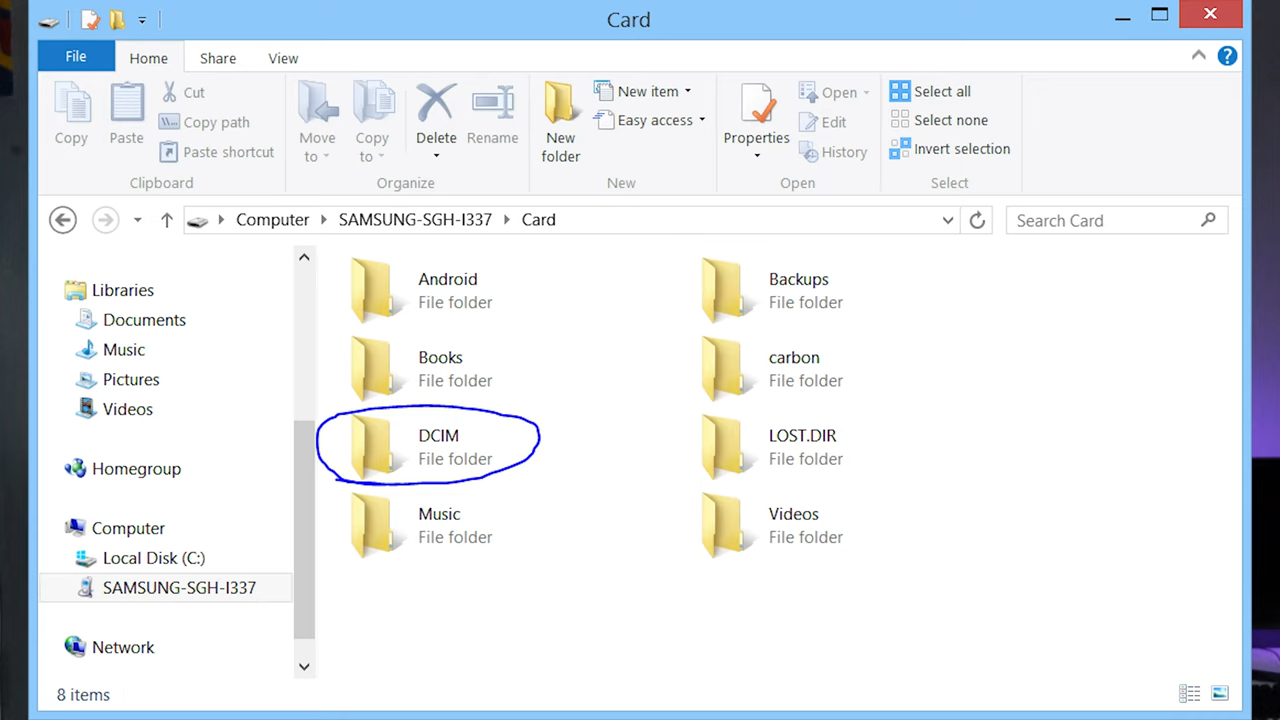 Card
File
Home
Share
View
?
Copy
Paste
Cut
Copy path
Paste shortcut
Clipboard
Move to
Copy to
Delete
Rename
Organize
New folder
New item
Easy access
New
Properties
Open
Edit
History
Open
Select all
Select none
Invert selection
Select
Computer
SAMSUNG-SGH-I337
Card
Search Card
Libraries
Documents
Music
Pictures
Videos
Homegroup
Computer
Local Disk (C:)
SAMSUNG-SGH-I337
Network
Android
File folder
Backups
File folder
Books
File folder
carbon
File folder
DCIM
File folder
LOST.DIR
File folder
Music
File folder
Videos
File folder
8 items